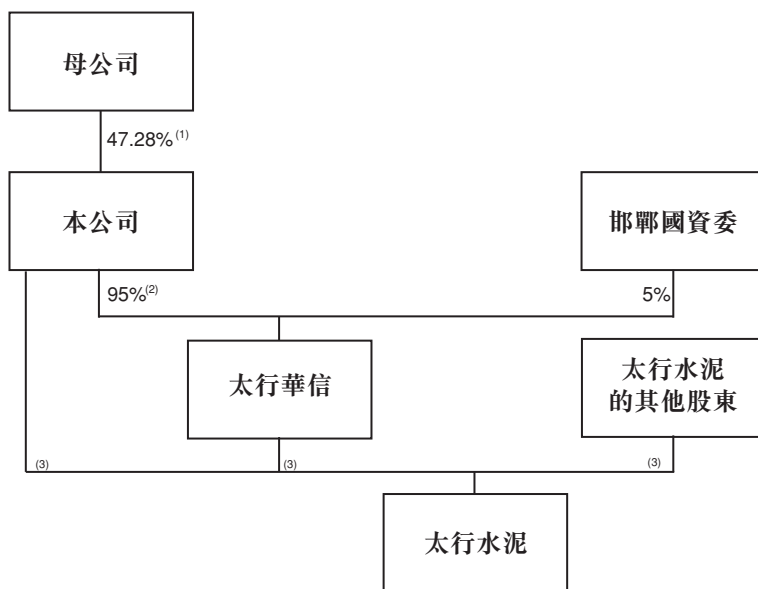 母公司
47.28% (1)
本公司
邯鄲國資委
95%(2)
5%
太行華信
太行水泥
的其他股東
(3)
(3)
(3)
太行水泥